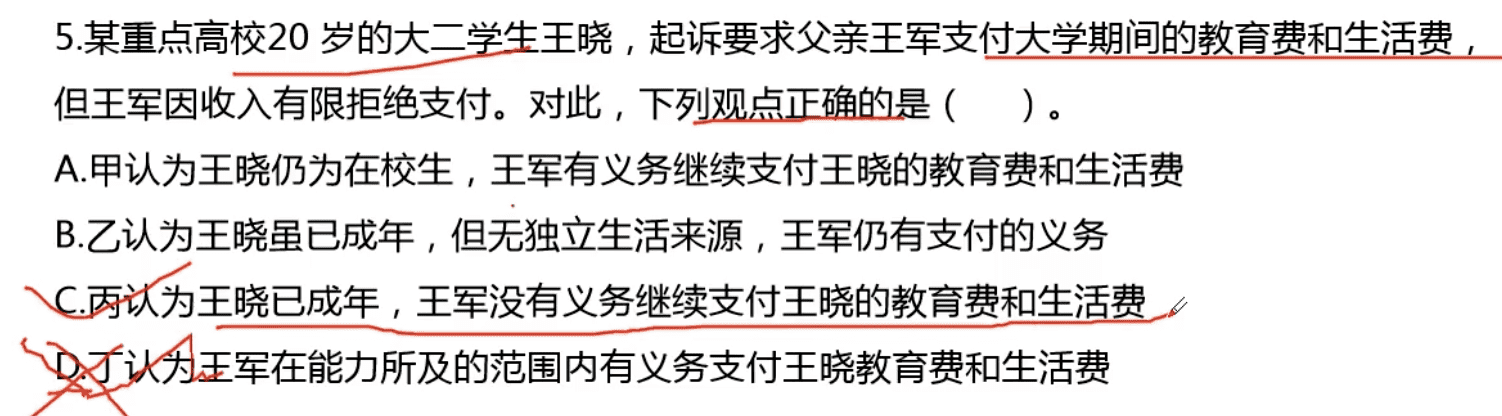 5.某重点高校20 岁的大二学生王晓，起诉要求父亲王军支付大学期间的教育费和生活费，
但王军因收入有限拒绝支付。对此，下列观点正确的是（　　）。
A.甲认为王晓仍为在校生，王军有义务继续支付王晓的教育费和生活费
B.乙认为王晓虽已成年，但无独立生活来源，王军仍有支付的义务
C.丙认为王晓已成年，王军没有义务继续支付王晓的教育费和生活费
D.丁认为王军在能力所及的范围内有义务支付王晓教育费和生活费